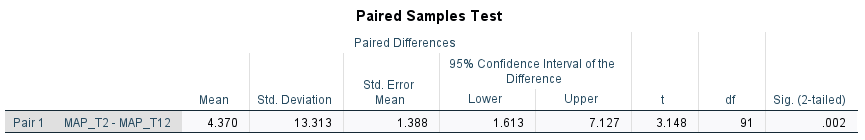 Paired Samples Test
Paired Differences
95% Confidence Interval of the
Difference
Std. Error
Mean
Mean Std. Deviation Lower Upper t df Sig. (2-tailed)
Pair 1 MAP_T2 - MAP_T12 4.370 13.313 1.388 1.613 7.127 3.148 91 .002